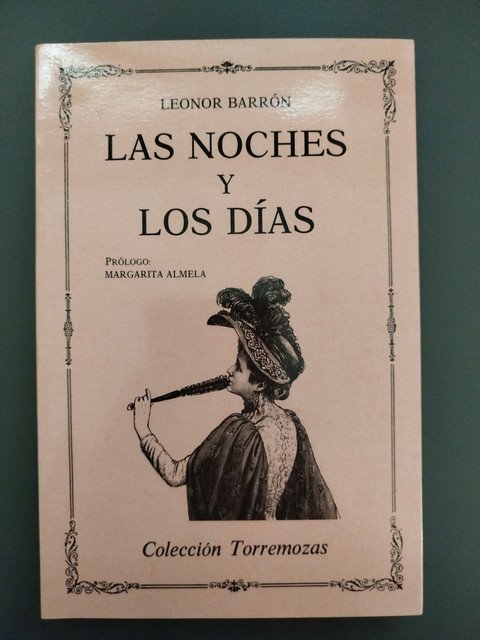 LEONOR BARRÓN
LAS NOCHES
Y
LOS DÍAS
PRÓLOGO:
MARGARITA ALMELA
Colección Torremozas